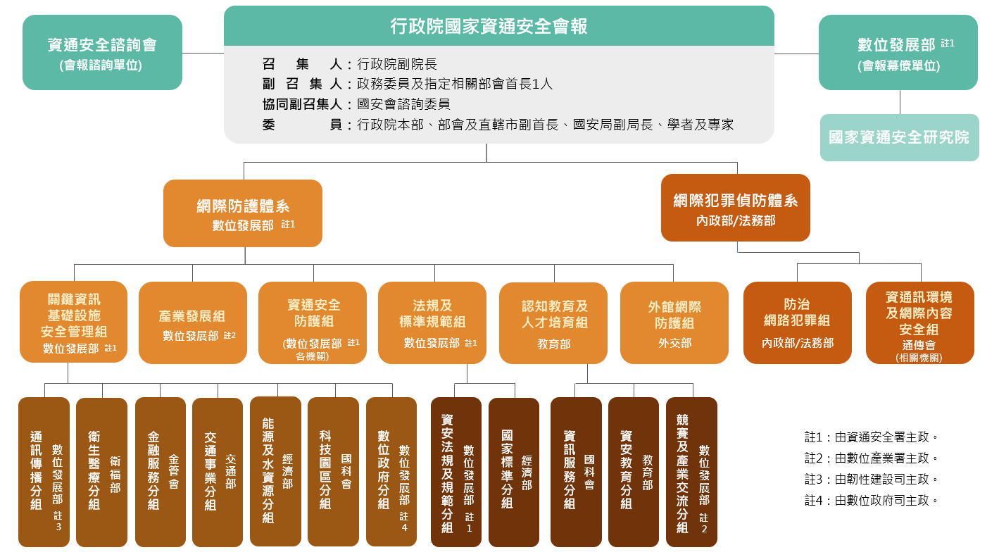 行政院國家資通安全會報
資通安全諮詢會
(會報諮詢單位)
數位發展部 註1
(會報幕僚單位)
召集人：行政院副院長
副召集人：政務委員及指定相關部會首長1人
協同副召集人：國安會諮詢委員
委員：行政院本部、部會及直轄市副首長、國安局副局長、學者及專家
國家資通安全研究院
網際防護體系
數位發展部 註1
網際犯罪偵防體系
內政部/法務部
關鍵資訊
基礎設施
安全管理組
數位發展部 註1
產業發展組
數位發展部 註2
資通安全
防護組
(數位發展部 註1
各機關)
法規及
標準規範組
數位發展部 註1
認知教育及
人才培育組
教育部
外館網際
防護組
外交部
防治
網路犯罪組
內政部/法務部
資通訊環境
及網際內容
安全組
通傳會
(相關機關)
通訊傳播分組
數位發展部 註3
衛生醫療分組
衛福部
金融服務分組
金管會
交通事業分組
交通部
能源及水資源分組
經濟部
科技園區分組
國科會
數位政府分組
數位發展部 註4
資安法規及規範分組
數位發展部 註1
國家標準分組
經濟部
資訊服務分組
國科會
資安教育分組
教育部
競賽及產業交流分組
數位發展部 註2
註1：由資通安全署主政。
註2：由數位產業署主政。
註3：由韌性建設司主政。
註4：由數位政府司主政。